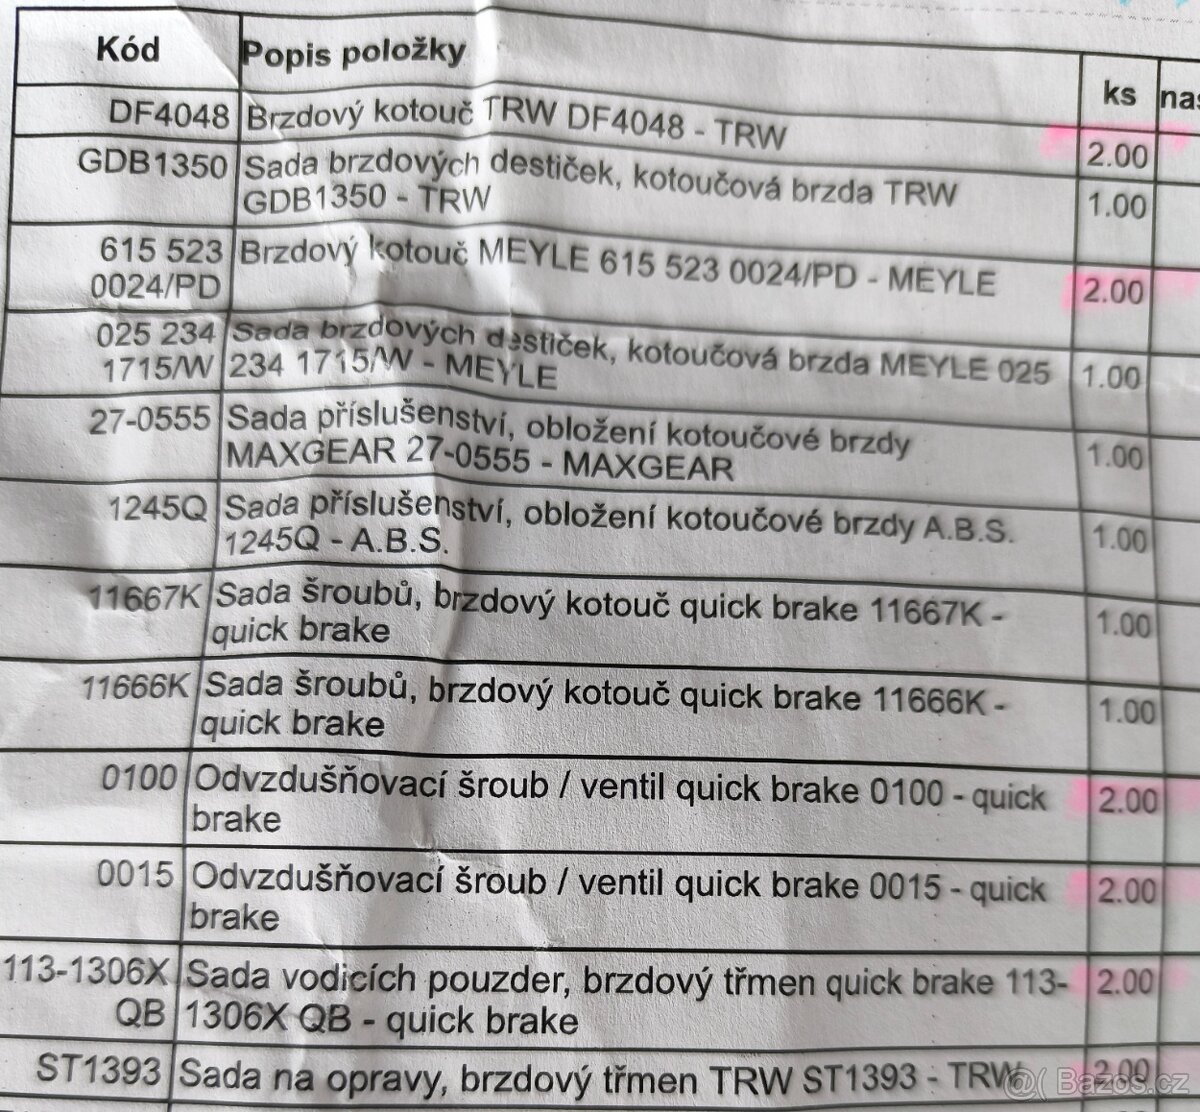 Kód Popis položky ks
DF4048 Brzdový kotouč TRW DF4048 - TRW 2.00
GDB1350 Sada brzdových destiček, kotoučová brzda TRW 1.00
GDB1350 - TRW
615 523 Brzdový kotouč MEYLE 615 523 0024/PD - MEYLE 2.00
0024/PD
025 234 Sada brzdových destiček, kotoučová brzda MEYLE 025 1.00
1715/W 234 1715/W - MEYLE
27-0555 Sada příslušenství, obložení kotoučové brzdy 1.00
MAXGEAR 27-0555 - MAXGEAR
1245Q Sada příslušenství, obložení kotoučové brzdy A.B.S. 1.00
1245Q - A.B.S.
11667K Sada šroubů, brzdový kotouč quick brake 11667K - 1.00
quick brake
11666K Sada šroubů, brzdový kotouč quick brake 11666K - 1.00
quick brake
0100 Odvzdušňovací šroub / ventil quick brake 0100 - quick 2.00
brake
0015 Odvzdušňovací šroub / ventil quick brake 0015 - quick 2.00
brake
113-1306X Sada vodicích pouzder, brzdový třmen quick brake 113- 2.00
QB 1306X QB - quick brake
ST1393 Sada na opravy, brzdový třmen TRW ST1393 - TRW 2.00
Bazos.cz